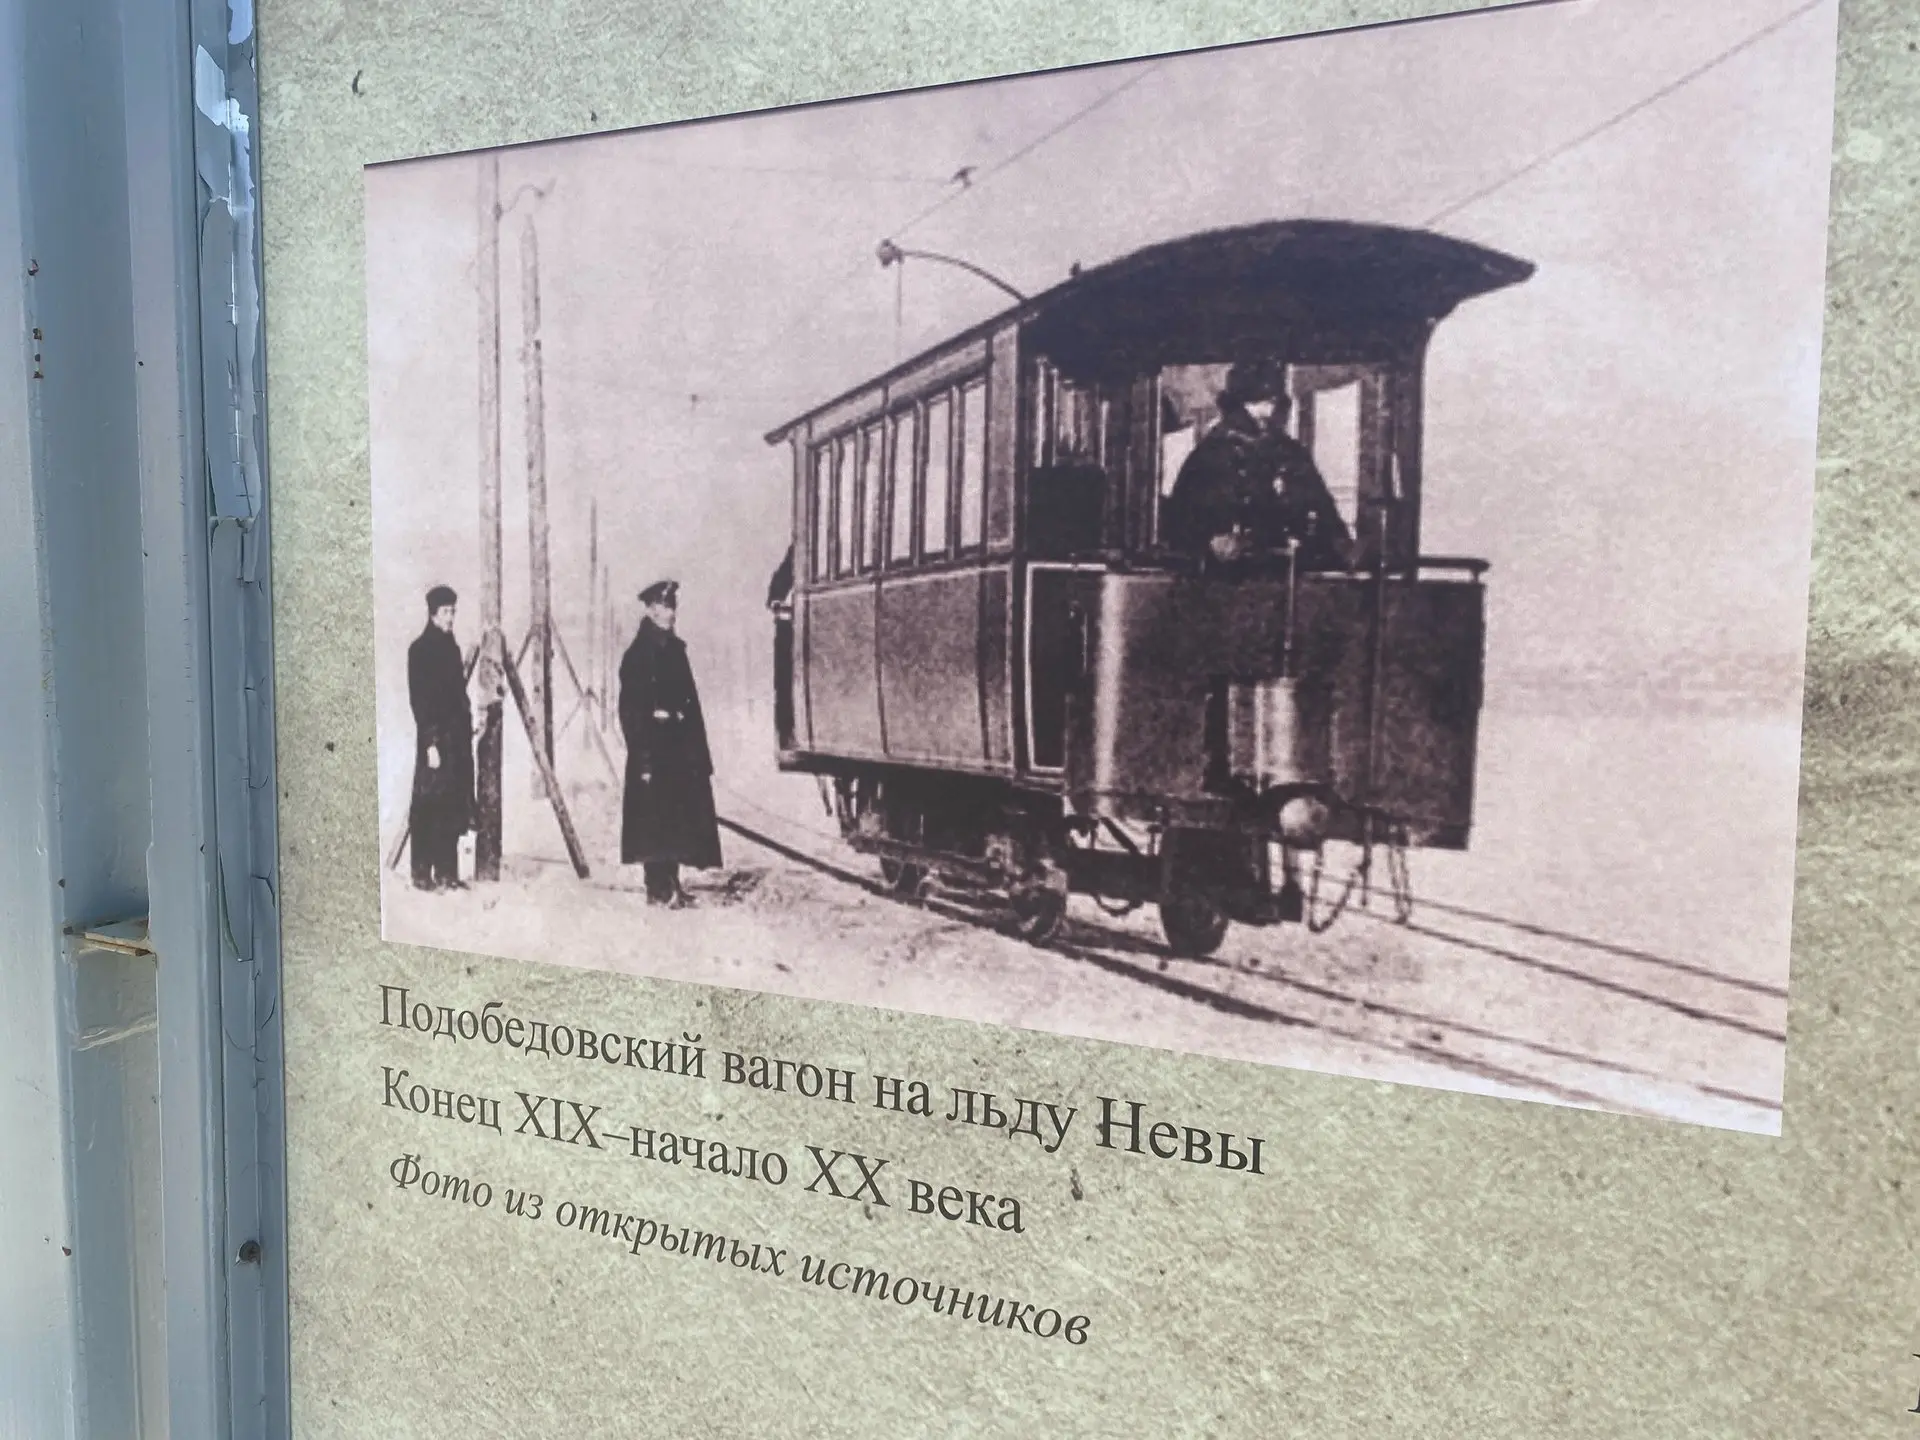 Подобедовский вагон на льду Невы
Конец XIX–начало XX века
Фото из открытых источников